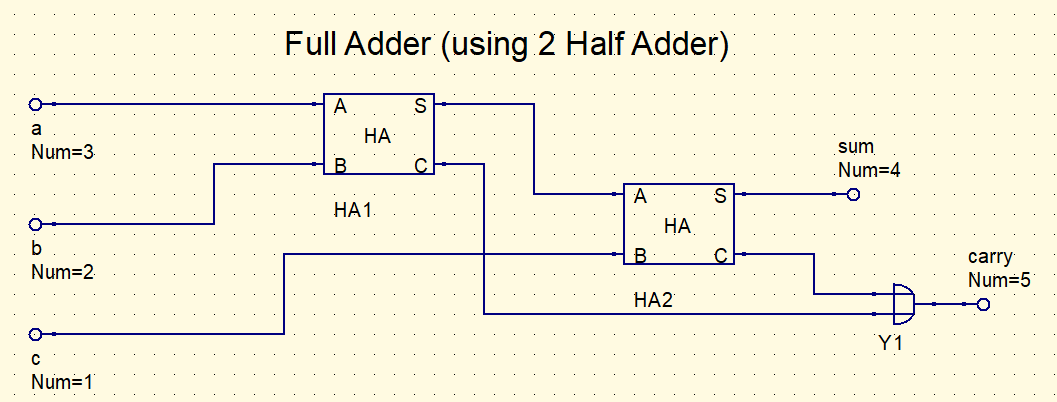 Full Adder (using 2 Half Adder)
a
Num=3
A
S
HA
B
C
HA1
b
Num=2
sum
Num=4
A
S
HA
B
C
HA2
carry
Num=5
Y1
c
Num=1